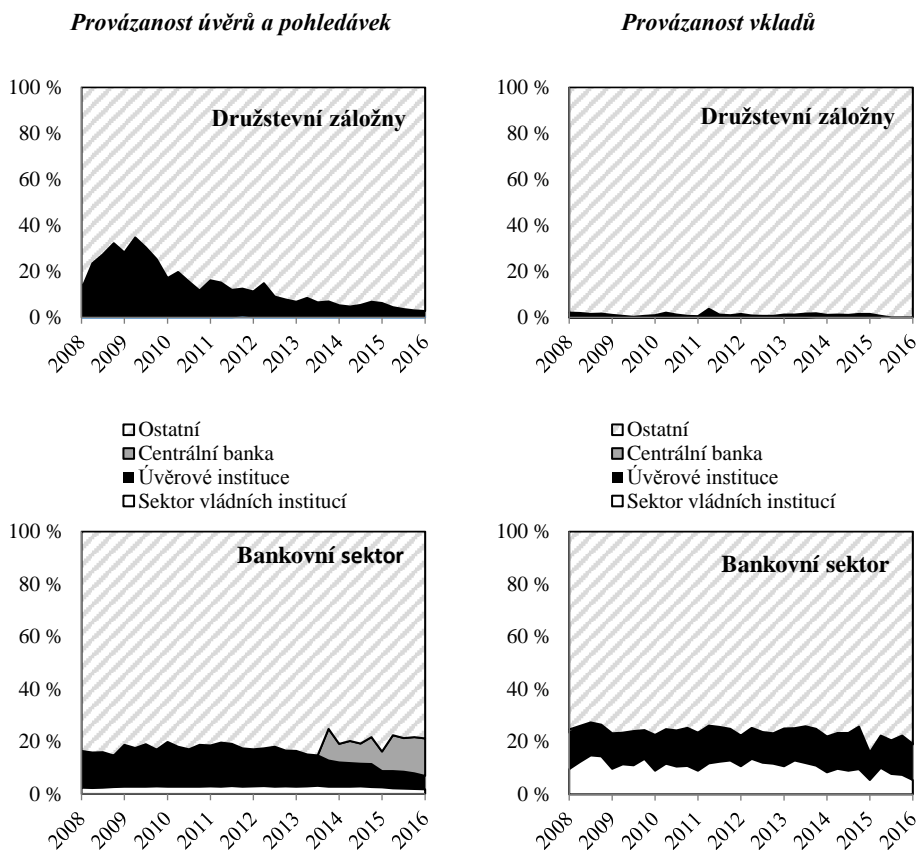 Provázanost úvěrů a pohledávek
Provázanost vkladů
100 %
80 %
60 %
40 %
20 %
0 %
Družstevní záložny
2008 2009 2010 2011 2012 2013 2014 2015 2016
100 %
80 %
60 %
40 %
20 %
0 %
Družstevní záložny
2008 2009 2010 2011 2012 2013 2014 2015 2016
Ostatní
Centrální banka
Úvěrové instituce
Sektor vládních institucí
Ostatní
Centrální banka
Úvěrové instituce
Sektor vládních institucí
100 %
80 %
60 %
40 %
20 %
0 %
Bankovní sektor
2008 2009 2010 2011 2012 2013 2014 2015 2016
100 %
80 %
60 %
40 %
20 %
0 %
Bankovní sektor
2008 2009 2010 2011 2012 2013 2014 2015 2016